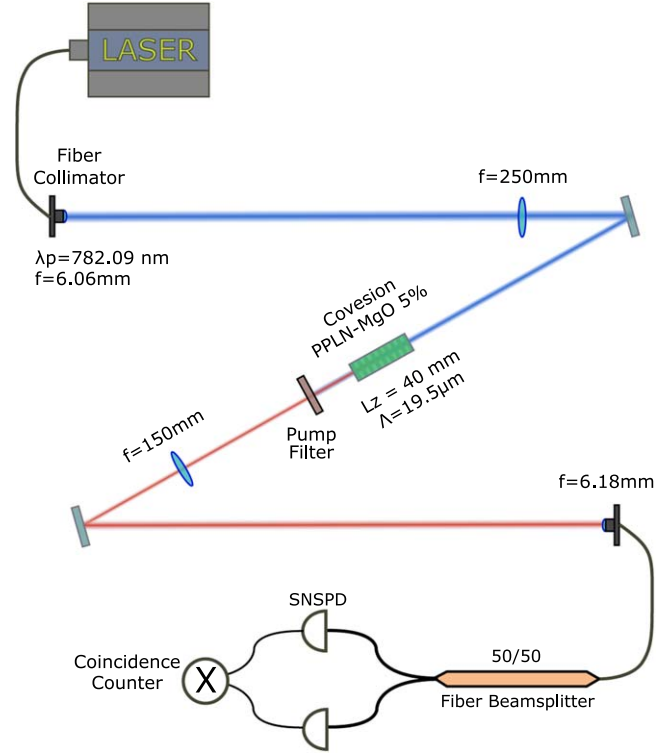 LASER
Fiber
Collimator
f=250mm
λp=782.09 nm
f=6.06mm
Covesion
PPLN-MgO 5%
Lz = 40 mm
Λ=19.5μm
Pump
Filter
f=150mm
f=6.18mm
SNSPD
50/50
Coincidence
Counter
X
Fiber Beamsplitter